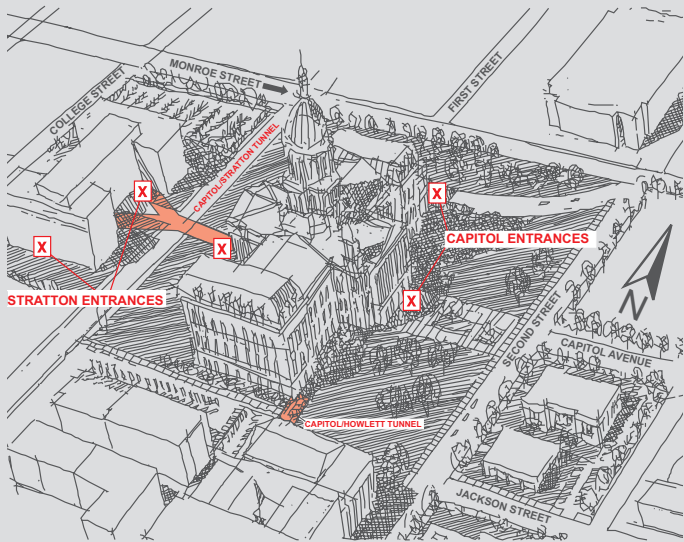 MONROE STREET
COLLEGE STREET
FIRST STREET
CAPITOL/STRATTON TUNNEL
X
X
X
X
CAPITOL ENTRANCES
X
STRATTON ENTRANCES
N
SECOND STREET
CAPITOL AVENUE
CAPITOL/HOWLETT TUNNEL
JACKSON STREET